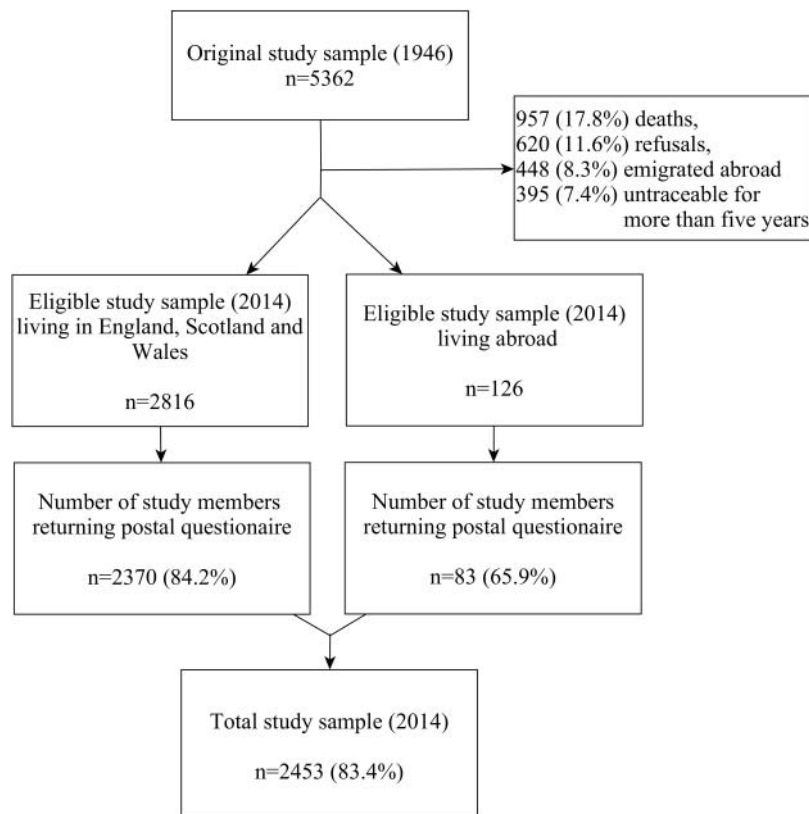 Original study sample (1946)
n=5362
957 (17.8%) deaths,
620 (11.6%) refusals,
448 (8.3%) emigrated abroad
395 (7.4%) untraceable for
more than five years
Eligible study sample (2014)
living in England, Scotland and
Wales
n=2816
Eligible study sample (2014)
living abroad
n=126
Number of study members
returning postal questionaire
n=2370 (84.2%)
Number of study members
returning postal questionaire
n=83 (65.9%)
Total study sample (2014)
n=2453 (83.4%)